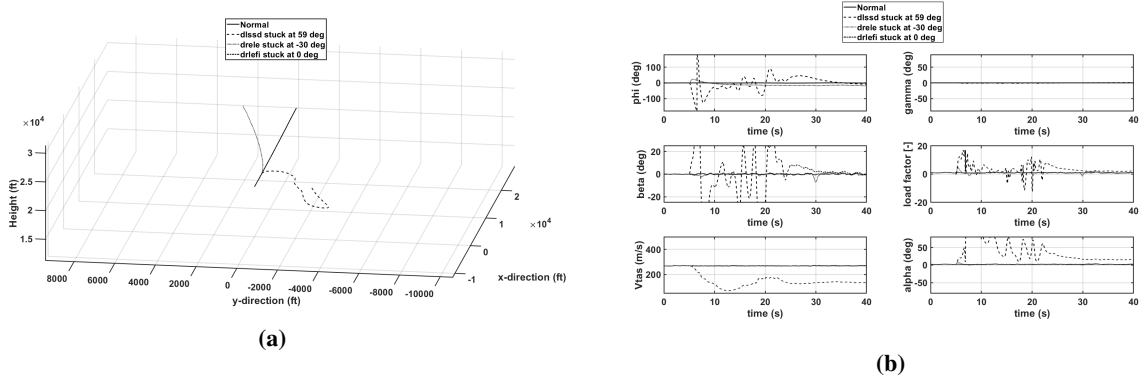 Normal
dlssd stuck at 59 deg
drele stuck at -30 deg
drlefi stuck at 0 deg
×10⁴
3
2.5
2
1.5
Height (ft)
8000
6000
4000
2000
0
-2000
-4000
-6000
-8000
-10000
y-direction (ft)
2
1
×10⁴
0
-1
x-direction (ft)
(a)
Normal
dlssd stuck at 59 deg
drele stuck at -30 deg
drlefi stuck at 0 deg
phi (deg)
100
0
-100
0 10 20 30 40
time (s)
gamma (deg)
50
0
-50
0 10 20 30 40
time (s)
beta (deg)
20
0
-20
0 10 20 30 40
time (s)
load factor [-]
20
0
-20
0 10 20 30 40
time (s)
Vtas (m/s)
400
200
0 10 20 30 40
time (s)
alpha (deg)
50
0
-50
0 10 20 30 40
time (s)
(b)